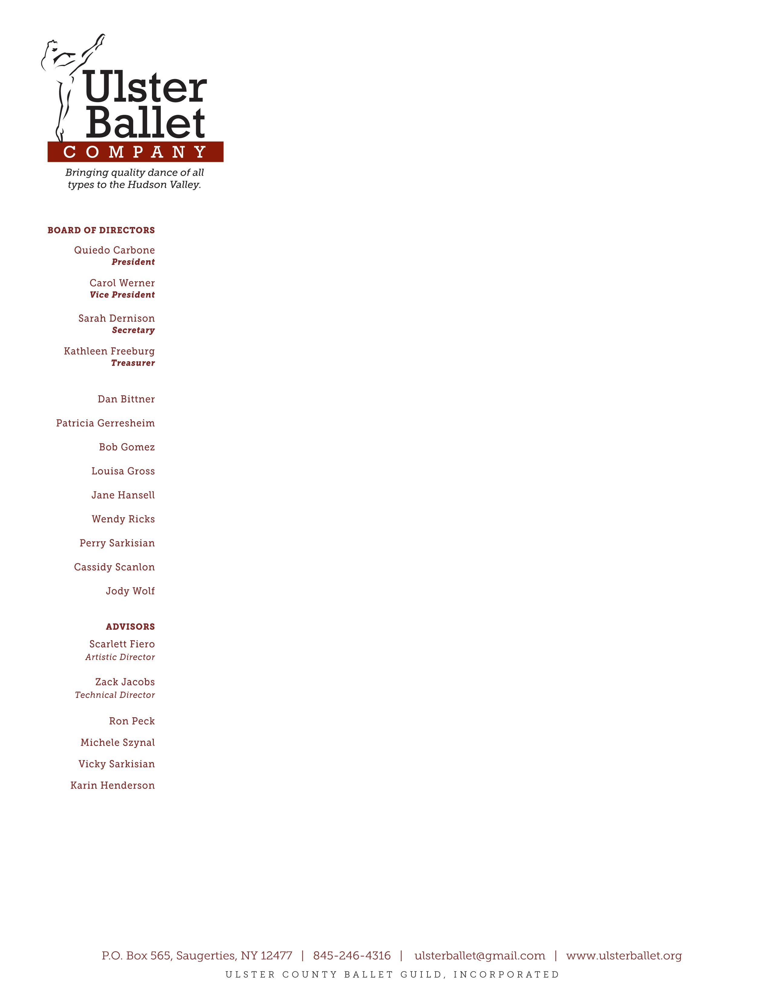 Ulster
Ballet
COMPANY
Bringing quality dance of all
types to the Hudson Valley.
BOARD OF DIRECTORS
Quiedo Carbone
President
Carol Werner
Vice President
Sarah Dernison
Secretary
Kathleen Freeburg
Treasurer
Dan Bittner
Patricia Gerresheim
Bob Gomez
Louisa Gross
Jane Hansell
Wendy Ricks
Perry Sarkisian
Cassidy Scanlon
Jody Wolf
ADVISORS
Scarlett Fiero
Artistic Director
Zack Jacobs
Technical Director
Ron Peck
Michele Szynal
Vicky Sarkisian
Karin Henderson
P.O. Box 565, Saugerties, NY 12477 | 845-246-4316 | ulsterballet@gmail.com | www.ulsterballet.org
ULSTER COUNTY BALLET GUILD, INCORPORATED